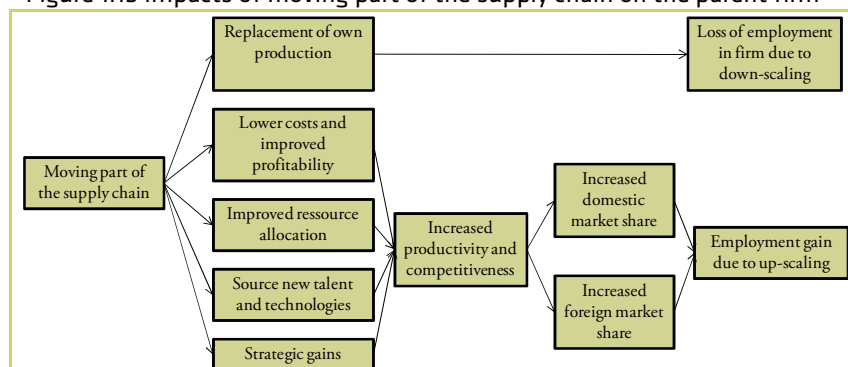 Figure 1.3 Impacts of moving part of the supply chain on the parent firm
Replacement of own
production
Loss of employment
in firm due to
down-scaling
Lower costs and
improved
profitability
Moving part of
the supply chain
Improved ressource
allocation
Increased
productivity and
competitiveness
Increased
domestic
market share
Employment gain
due to up-scaling
Source new talent
and technologies
Increased
foreign market
share
Strategic gains